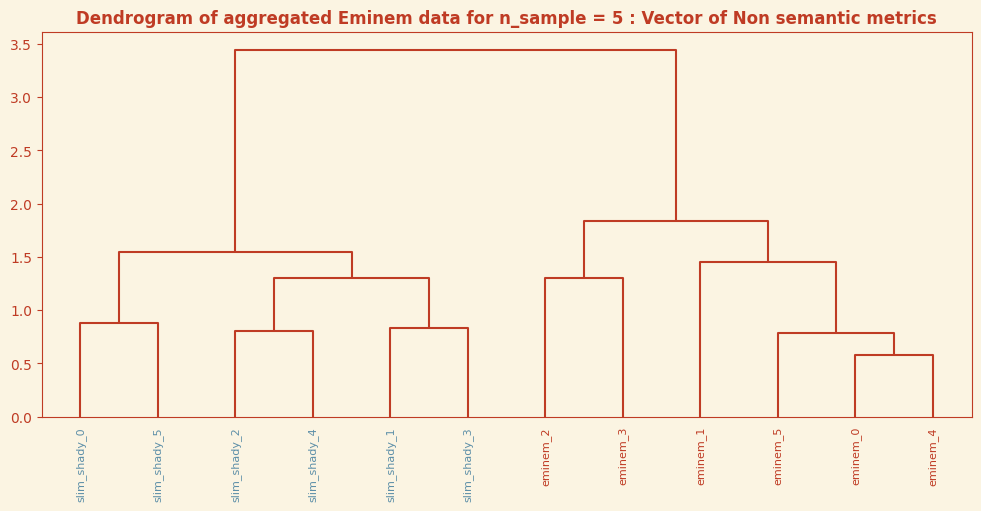 Dendrogram of aggregated Eminem data for n_sample = 5 : Vector of Non semantic metrics
3.5
3.0
2.5
2.0
1.5
1.0
0.5
0.0
slim_shady_0
slim_shady_5
slim_shady_2
slim_shady_4
slim_shady_1
slim_shady_3
eminem_2
eminem_3
eminem_1
eminem_5
eminem_0
eminem_4